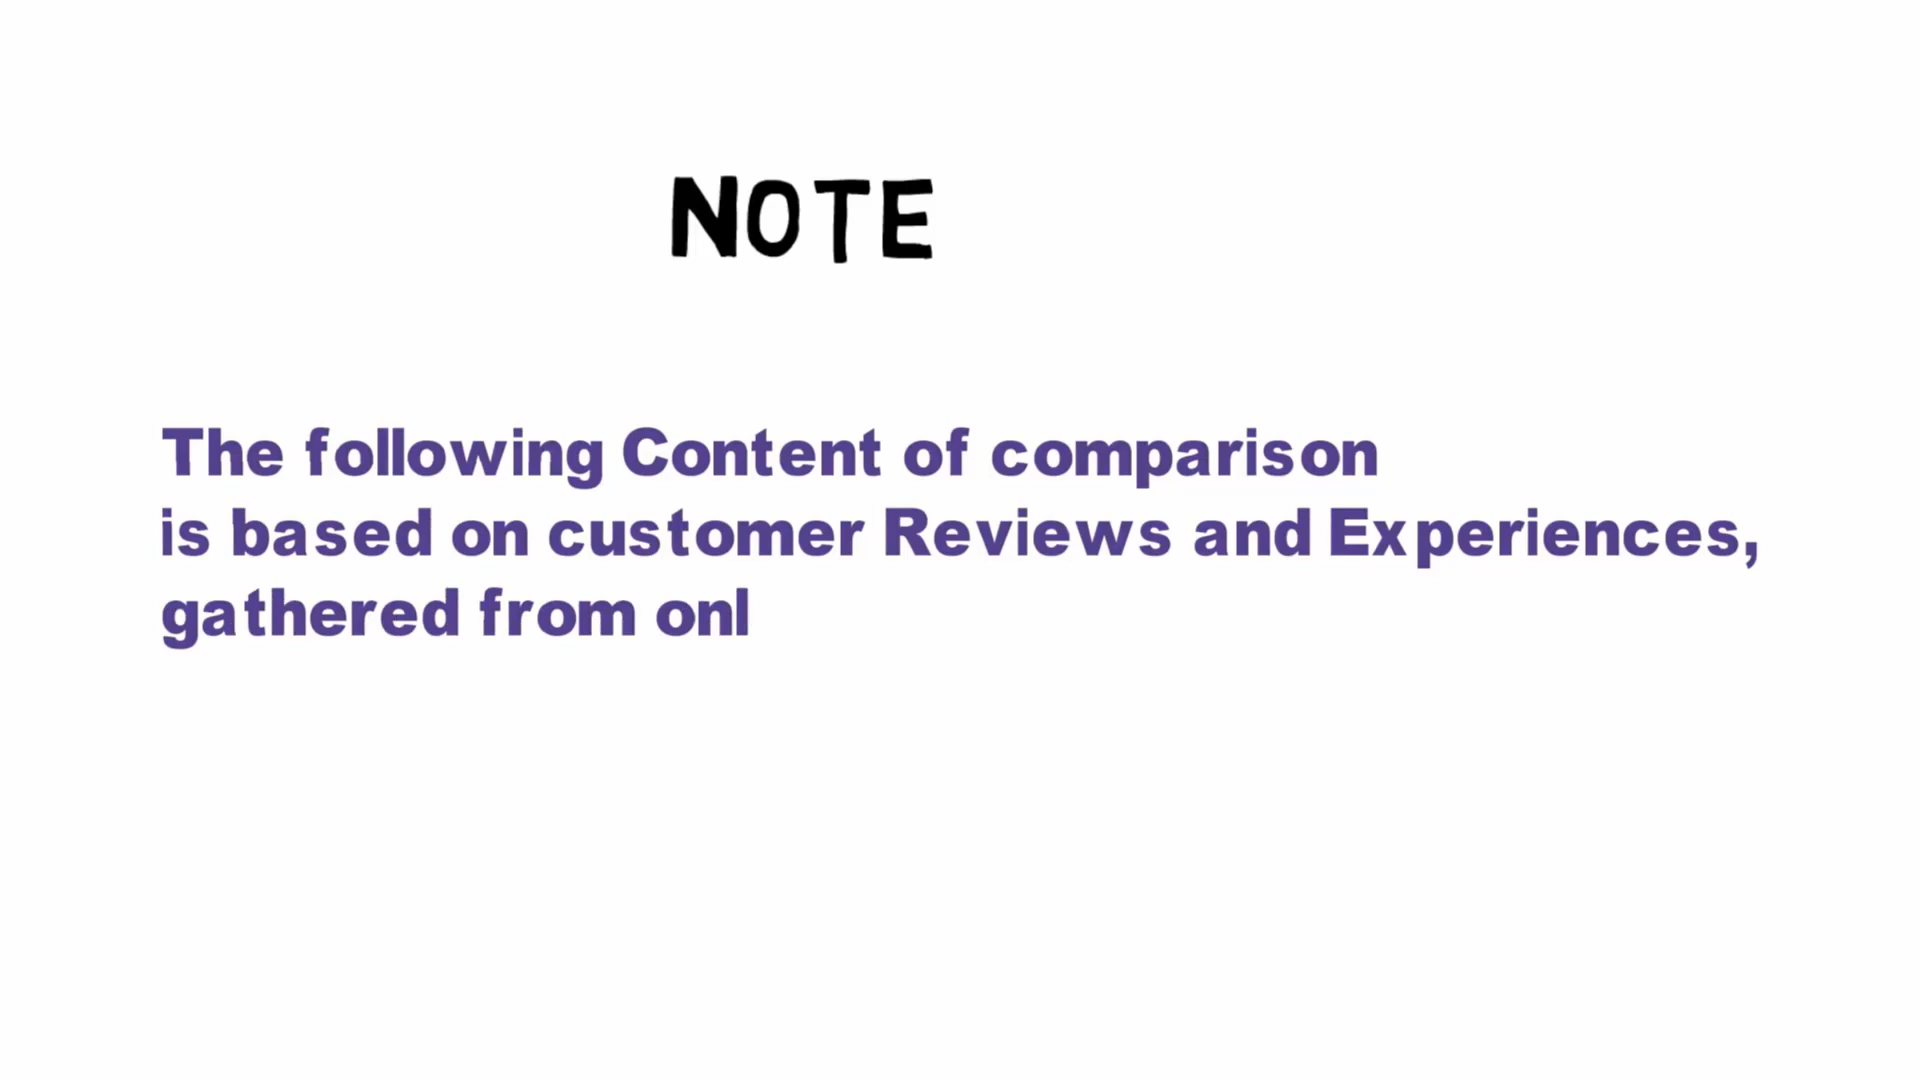 NOTE
The following Content of comparison
is based on customer Reviews and Experiences,
gathered from onl